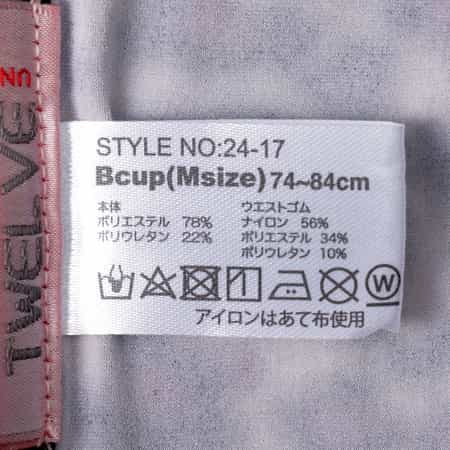 STYLE NO:24-17
Bcup(Msize)74~84cm
本体 ウエストゴム
ポリエステル 78% ナイロン 56%
ポリウレタン 22% ポリエステル 34%
ポリウレタン 10%
W
アイロンはあて布使用
TWELVE
UN